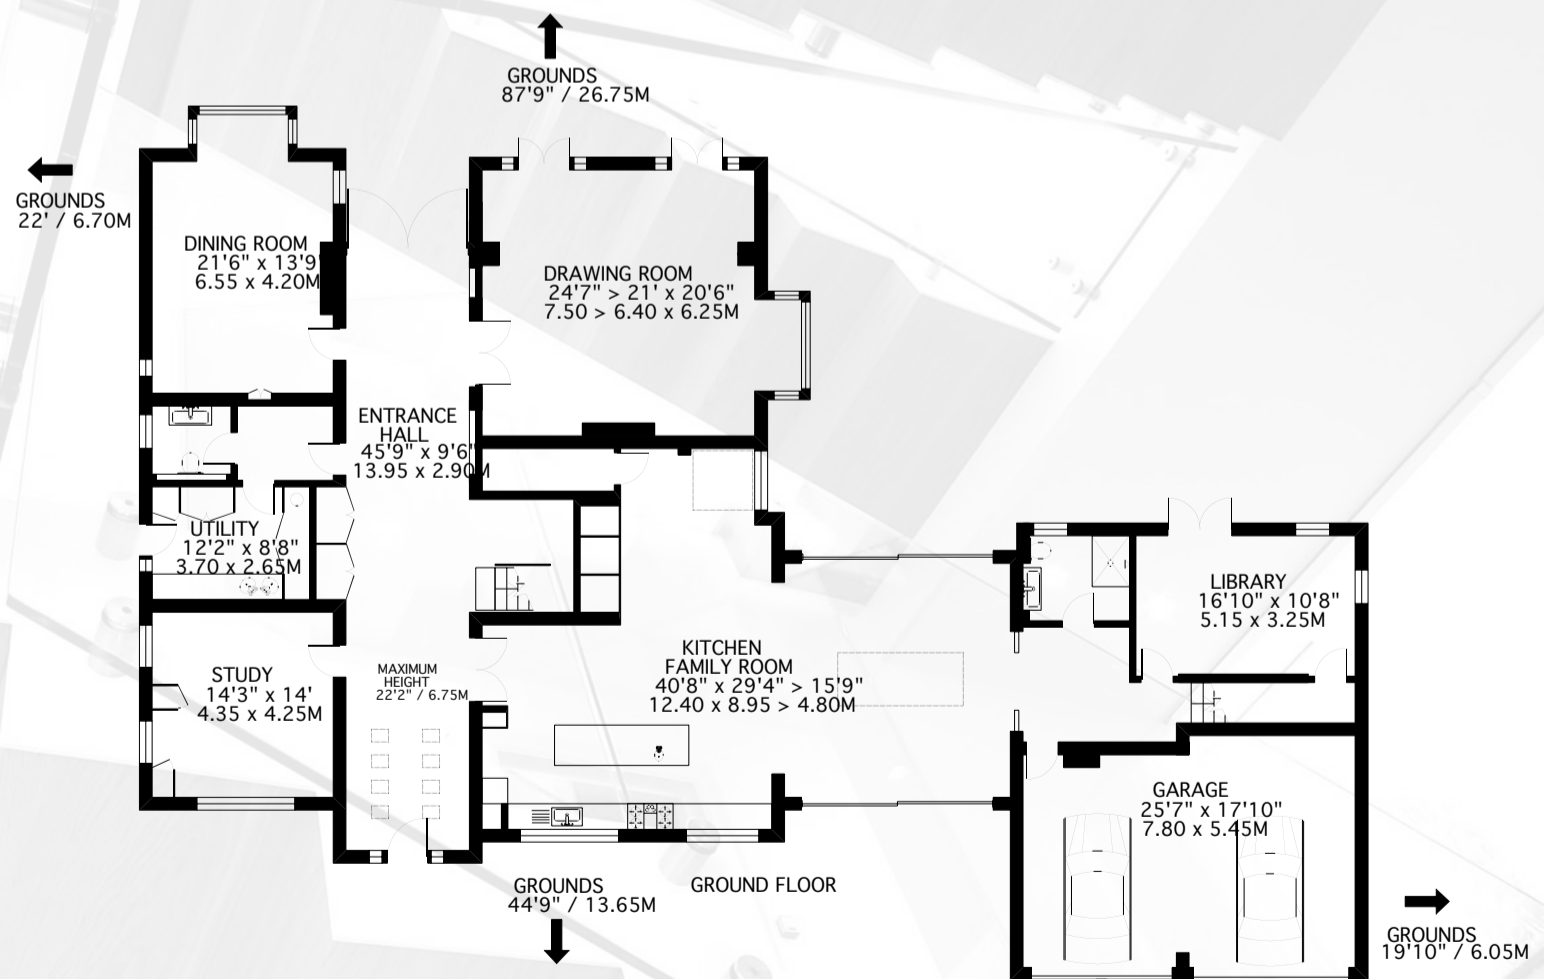 GROUNDS
87'9" / 26.75M
GROUNDS
22' / 6.70M
DINING ROOM
21'6" x 13'9
6.55 x 4.20M
DRAWING ROOM
24'7" > 21' x 20'6"
7.50 > 6.40 x 6.25M
ENTRANCE
HALL
45'9" x 9'6"
13.95 x 2.90M
UTILITY
12'2" x 8'8"
3.70 x 2.65M
LIBRARY
16'10" x 10'8"
5.15 x 3.25M
STUDY
14'3" x 14'
4.35 x 4.25M
MAXIMUM
HEIGHT
22'2" / 6.75M
KITCHEN
FAMILY ROOM
40'8" x 29'4" > 15'9"
12.40 x 8.95 > 4.80M
GARAGE
25'7" x 17'10"
7.80 x 5.45M
GROUNDS
44'9" / 13.65M
GROUND FLOOR
GROUNDS
19'10" / 6.05M